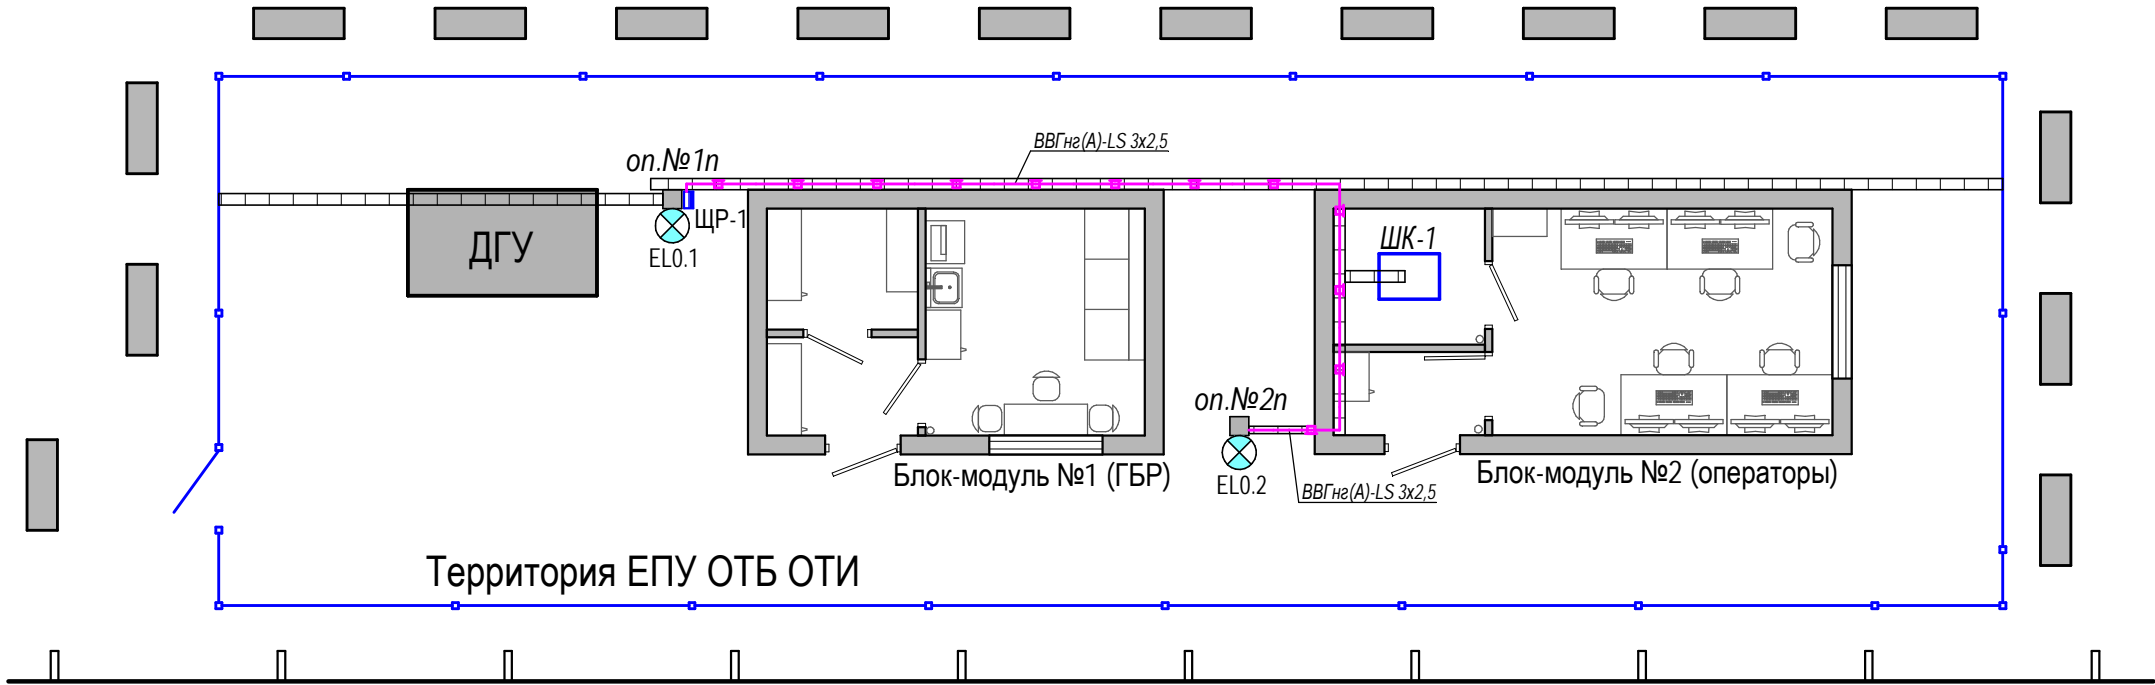 ВВГнг(А)-LS 3х2,5
оп.№1п
ЩР-1
ДГУ
EL0.1
ШК-1
оп.№2п
Блок-модуль №1 (ГБР)
Блок-модуль №2 (операторы)
EL0.2
ВВГнг(А)-LS 3х2,5
Территория ЕПУ ОТБ ОТИ